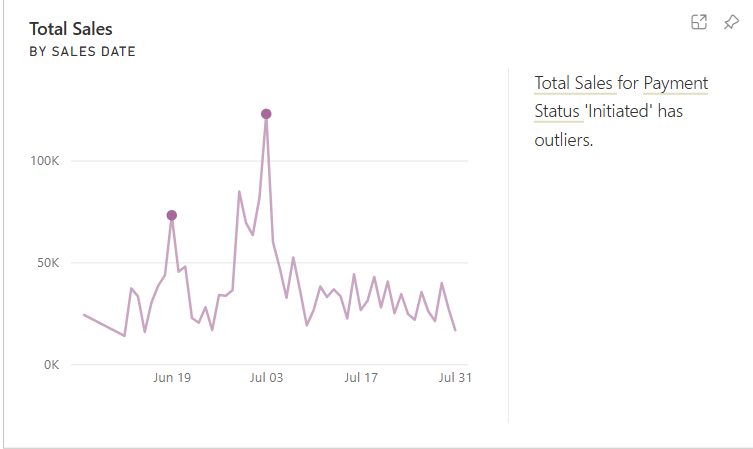 Total Sales
BY SALES DATE
Total Sales for Payment
Status 'Initiated' has
outliers.
100K
50K
0K
Jun 19 Jul 03 Jul 17 Jul 31